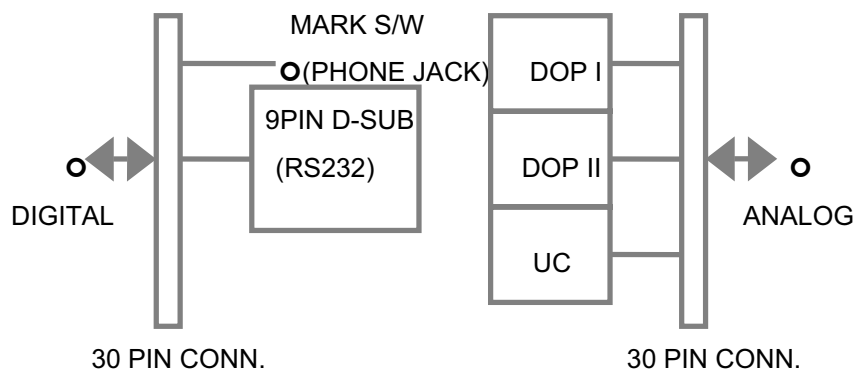 MARK S/W
(PHONE JACK)
9PIN D-SUB
(RS232)
DIGITAL
30 PIN CONN.
DOP I
DOP II
UC
ANALOG
30 PIN CONN.